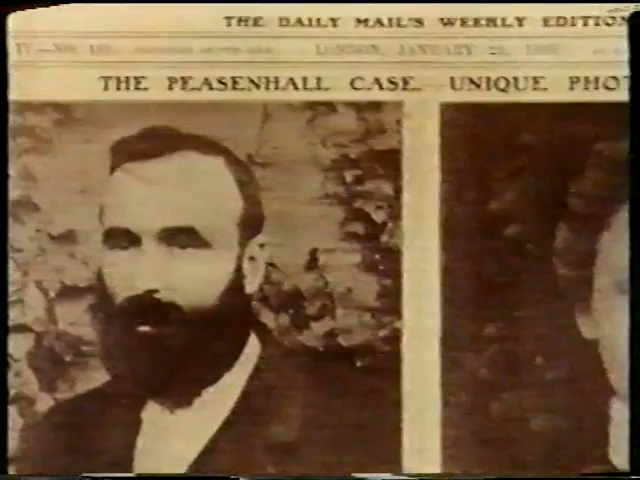 THE DAILY MAIL'S WEEKLY EDITION
LONDON, JANUARY
THE PEASENHALL CASE. UNIQUE PHOT